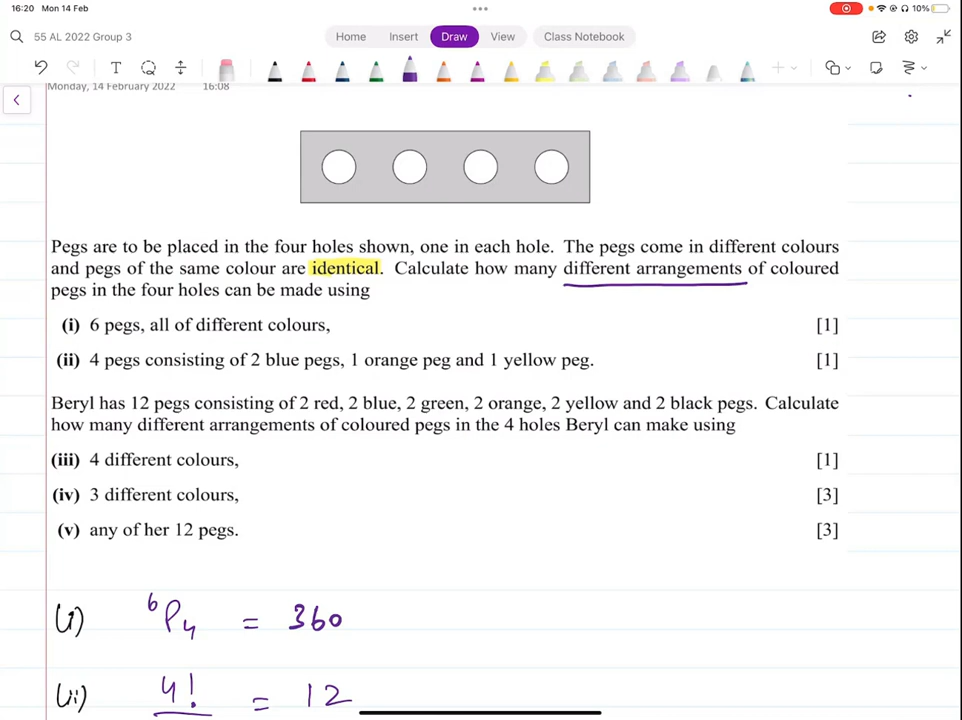 16:20 Mon 14 Feb
10%
55 AL 2022 Group 3
Home Insert Draw View Class Notebook
Monday, 14 February 2022 16:08
Pegs are to be placed in the four holes shown, one in each hole. The pegs come in different colours
and pegs of the same colour are identical. Calculate how many different arrangements of coloured
pegs in the four holes can be made using
(i) 6 pegs, all of different colours, [1]
(ii) 4 pegs consisting of 2 blue pegs, 1 orange peg and 1 yellow peg. [1]
Beryl has 12 pegs consisting of 2 red, 2 blue, 2 green, 2 orange, 2 yellow and 2 black pegs. Calculate
how many different arrangements of coloured pegs in the 4 holes Beryl can make using
(iii) 4 different colours, [1]
(iv) 3 different colours, [3]
(v) any of her 12 pegs. [3]
(i) ⁶P₄ = 360
(ii) 4! = 12